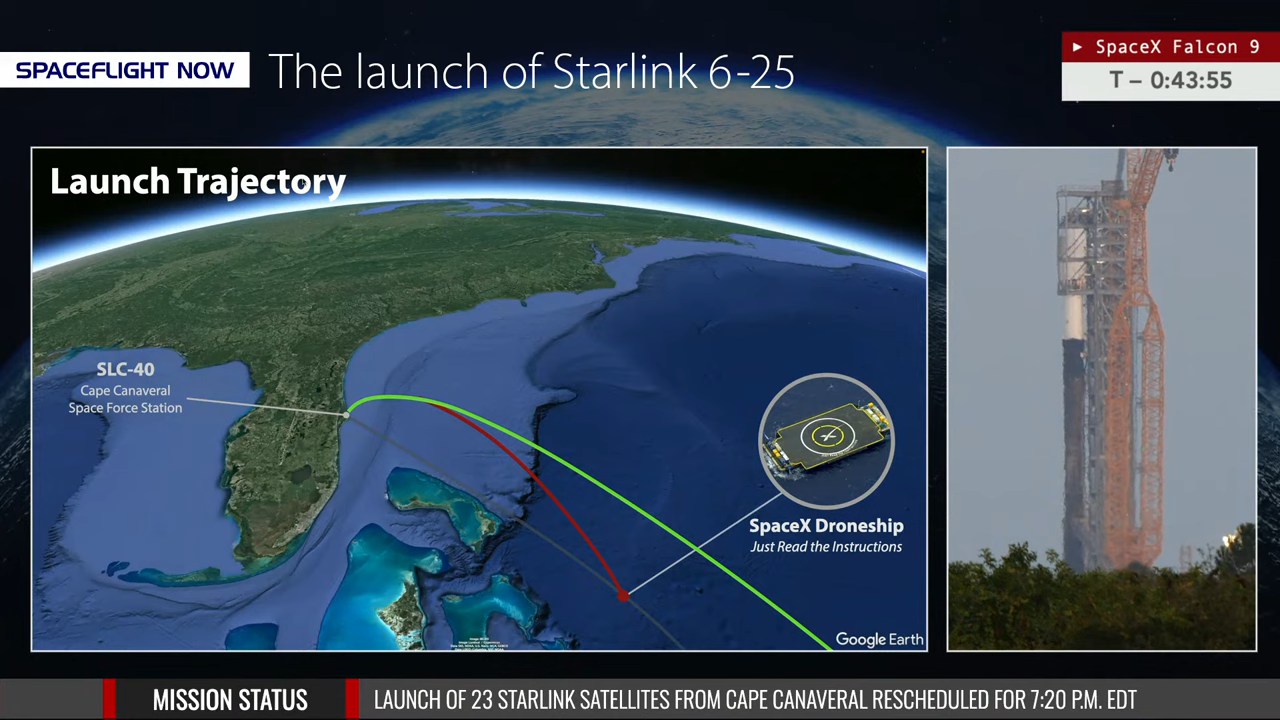 SPACEFLIGHT NOW
The launch of Starlink 6-25
SpaceX Falcon 9
T – 0:43:55
Launch Trajectory
SLC-40
Cape Canaveral
Space Force Station
SpaceX Droneship
Just Read the Instructions
Google Earth
MISSION STATUS
LAUNCH OF 23 STARLINK SATELLITES FROM CAPE CANAVERAL RESCHEDULED FOR 7:20 P.M. EDT